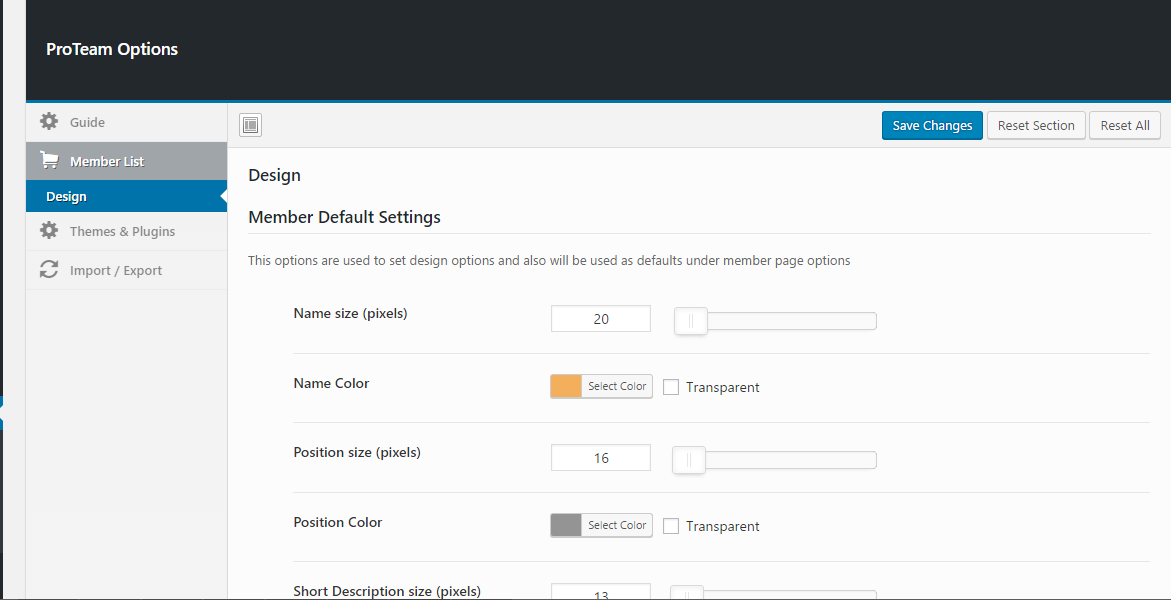 ProTeam Options
Guide
Member List
Design
Themes & Plugins
Import / Export
Save Changes
Reset Section
Reset All
Design
Member Default Settings
This options are used to set design options and also will be used as defaults under member page options
Name size (pixels)
20
Name Color
Select Color
Transparent
Position size (pixels)
16
Position Color
Select Color
Transparent
Short Description size (pixels)
13